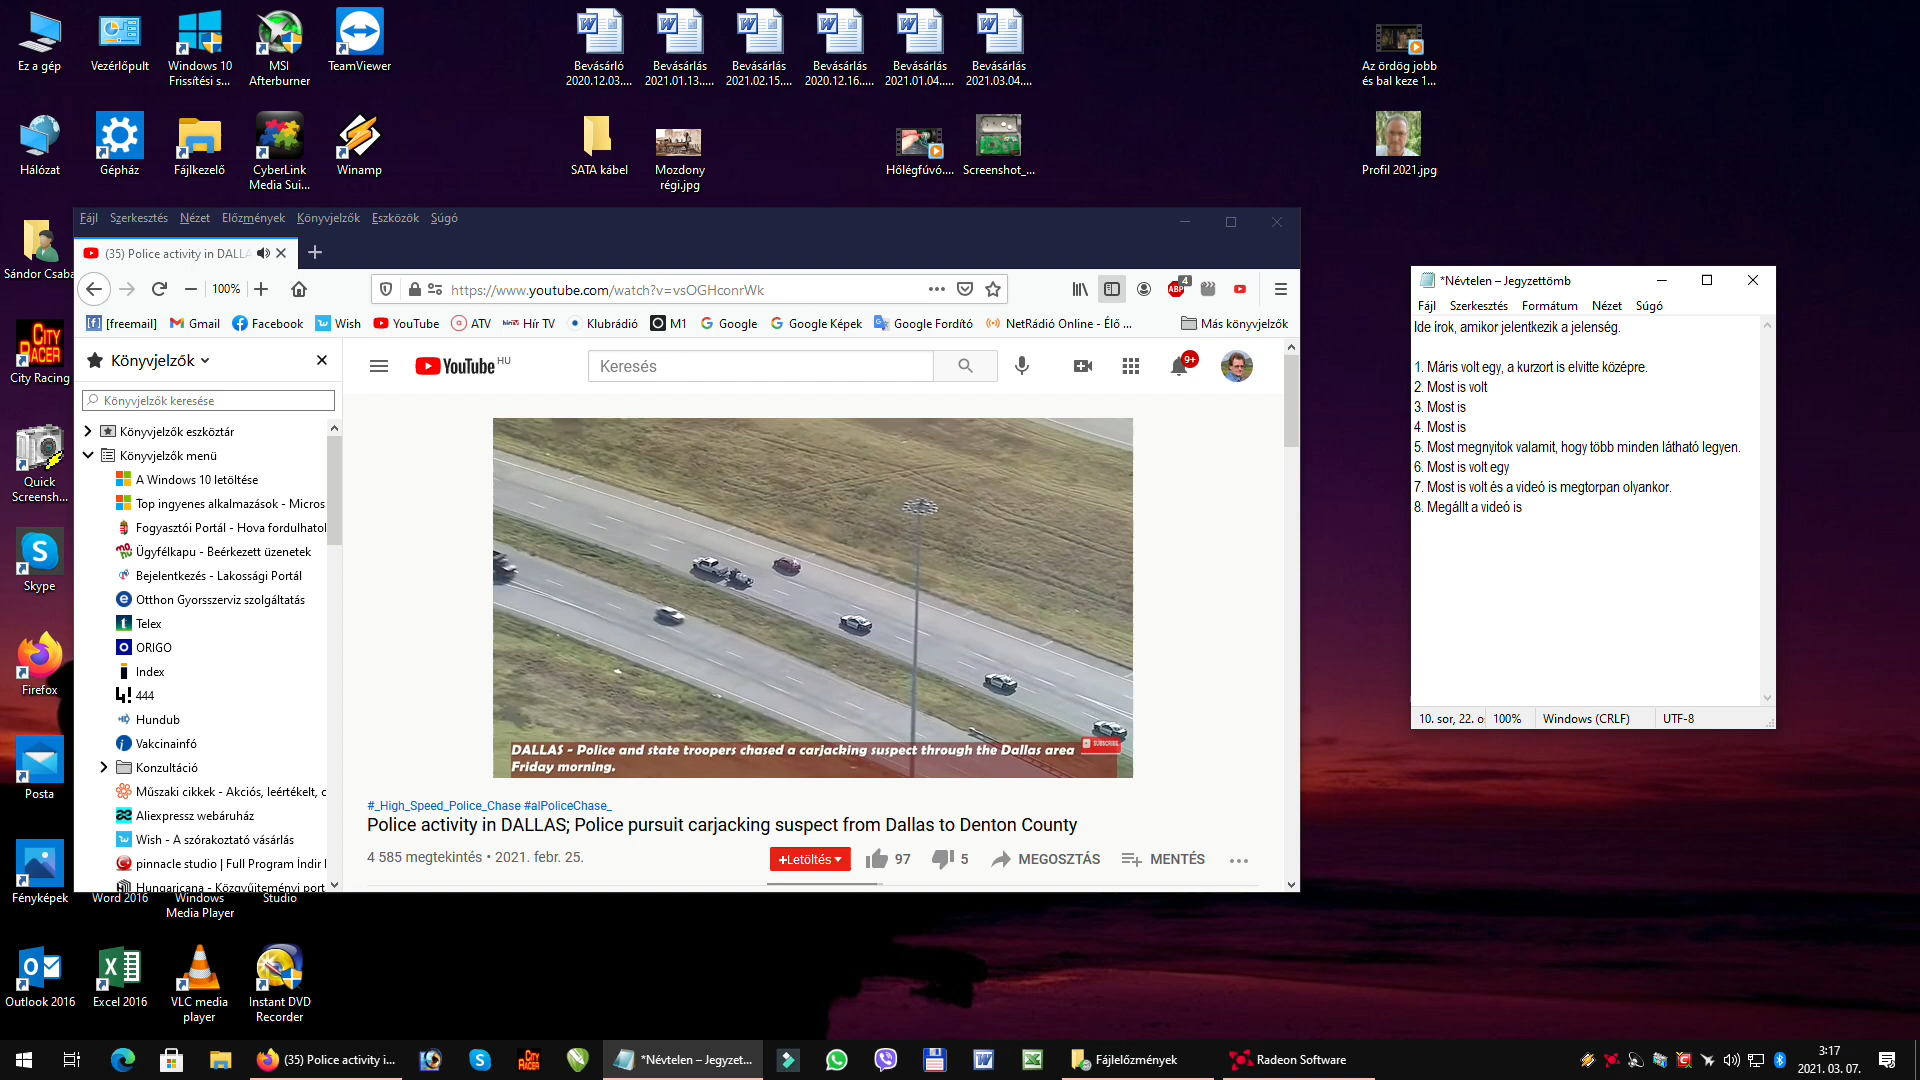 Ez a gép
Vezérlőpult
Windows 10
Frissítési s...
MSI
Afterburner
TeamViewer
Bevásárló
2020.12.03....
Bevásárlás
2021.01.13....
Bevásárlás
2021.02.15....
Bevásárlás
2020.12.16....
Bevásárlás
2021.01.04....
Bevásárlás
2021.03.04....
Az ördög jobb
és bal keze 1...
Hálózat
Gépház
Fájlkezelő
CyberLink
Media Sui...
Winamp
SATA kábel
Mozdony
régi.jpg
Hőlégfúvó....
Screenshot_...
Profil 2021.jpg
Sándor Csaba
City Racing
Quick
Screensh...
Skype
Firefox
Posta
Fényképek
Word 2016
Windows
Media Player
Studio
Outlook 2016
Excel 2016
VLC media
player
Instant DVD
Recorder
Fájl Szerkesztés Nézet Előzmények Könyvjelzők Eszközök Súgó
(35) Police activity in DALLA
100%
https://www.youtube.com/watch?v=vsOGHconrWk
ABP 4
[freemail] Gmail Facebook Wish YouTube ATV Hír TV Klubrádió M1 Google Google Képek Google Fordító NetRádió Online - Élő ... Más könyvjelzők
Könyvjelzők
Könyvjelzők keresése
Könyvjelzők eszköztár
Könyvjelzők menü
A Windows 10 letöltése
Top ingyenes alkalmazások - Micros
Fogyasztói Portál - Hova fordulhatol
Ügyfélkapu - Beérkezett üzenetek
Bejelentkezés - Lakossági Portál
Otthon Gyorsszerviz szolgáltatás
Telex
ORIGO
Index
444
Hundub
Vakcinainfó
Konzultáció
Műszaki cikkek - Akciós, leértékelt, c
Aliexpressz webáruház
Wish - A szórakoztató vásárlás
pinnacle studio | Full Program İndir
Hungaricana - Közgyűjteményi port
YouTube HU
Keresés
9+
DALLAS - Police and state troopers chased a carjacking suspect through the Dallas area
Friday morning.
SUBSCRIBE
#_High_Speed_Police_Chase #alPoliceChase_
Police activity in DALLAS; Police pursuit carjacking suspect from Dallas to Denton County
4 585 megtekintés • 2021. febr. 25.
+Letöltés
97
5
MEGOSZTÁS
MENTÉS
*Névtelen – Jegyzettömb
Fájl Szerkesztés Formátum Nézet Súgó
Ide írok, amikor jelentkezik a jelenség.
1. Máris volt egy, a kurzort is elvitte középre.
2. Most is volt
3. Most is
4. Most is
5. Most megnyitok valamit, hogy több minden látható legyen.
6. Most is volt egy
7. Most is volt és a videó is megtorpan olyankor.
8. Megállt a videó is
10. sor, 22. o
100%
Windows (CRLF)
UTF-8
(35) Police activity i...
*Névtelen – Jegyzet...
Fájlelőzmények
Radeon Software
3:17
2021. 03. 07.